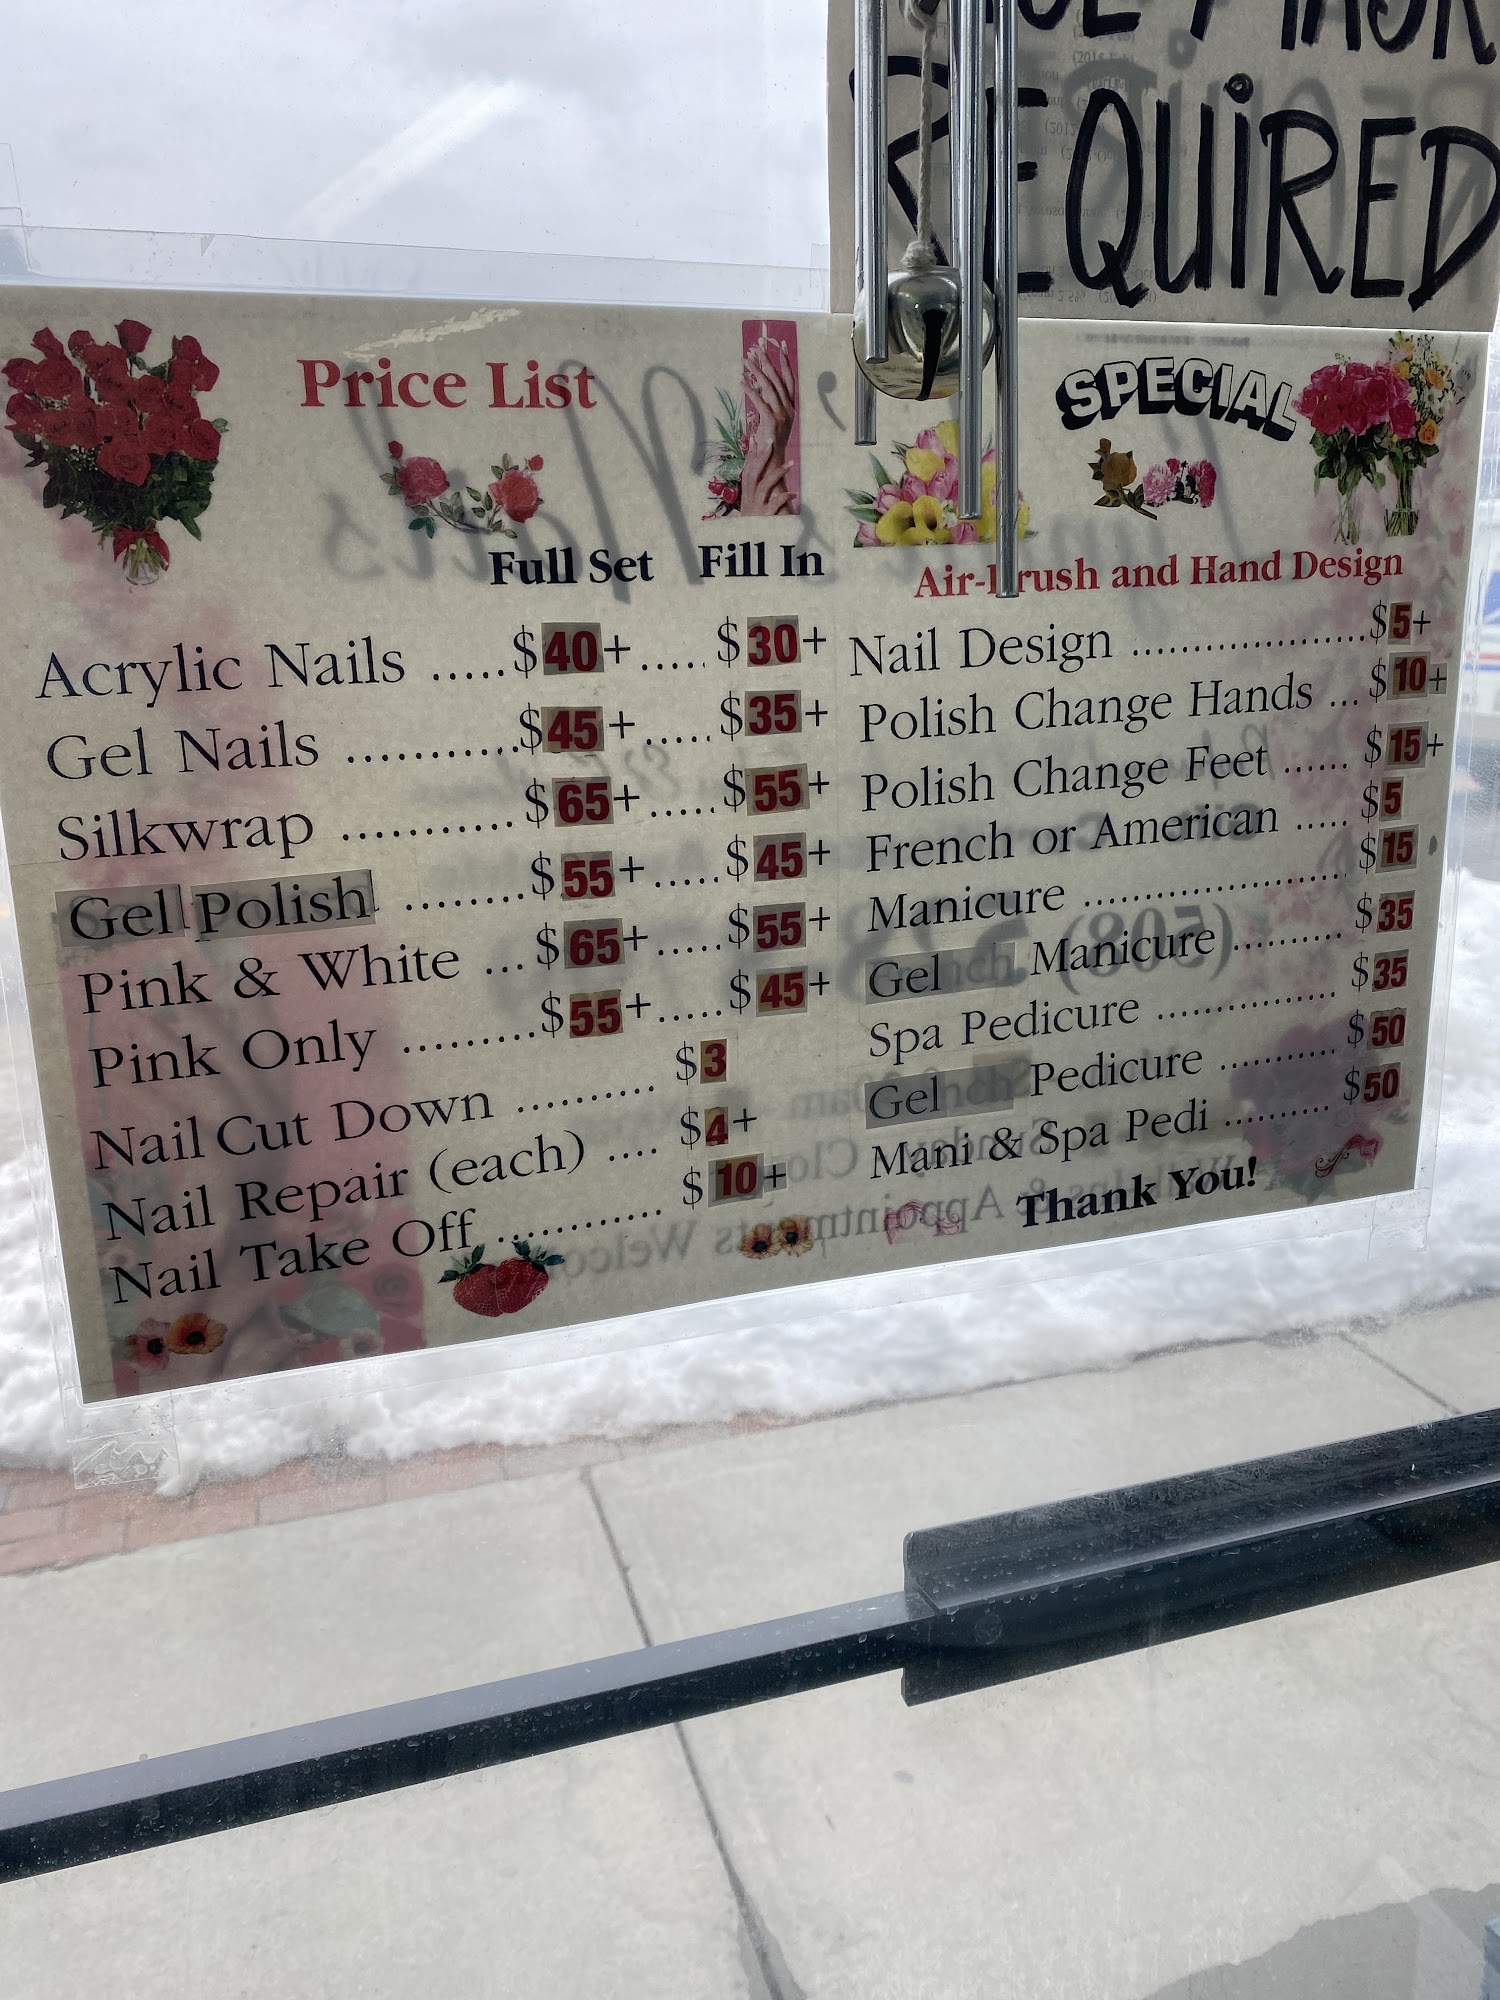 MASK
REQUIRED
Price List
Full Set Fill In
Acrylic Nails .....$40+.....$30+
Gel Nails ...........$45+.....$35+
Silkwrap ...........$65+.....$55+
Gel Polish ........$55+.....$45+
Pink & White ...$65+.....$55+
Pink Only .........$55+.....$45+
Nail Cut Down .......... $3
Nail Repair (each) .... $4+
Nail Take Off ............ $10+
SPECIAL
Air-Brush and Hand Design
Nail Design ....................$5+
Polish Change Hands ...$10+
Polish Change Feet ......$15+
French or American .....$5
Manicure ......................$15
Gel Manicure ..........$35
Spa Pedicure ...............$35
Gel Pedicure ..........$50
Mani & Spa Pedi ..........$50
Thank You!